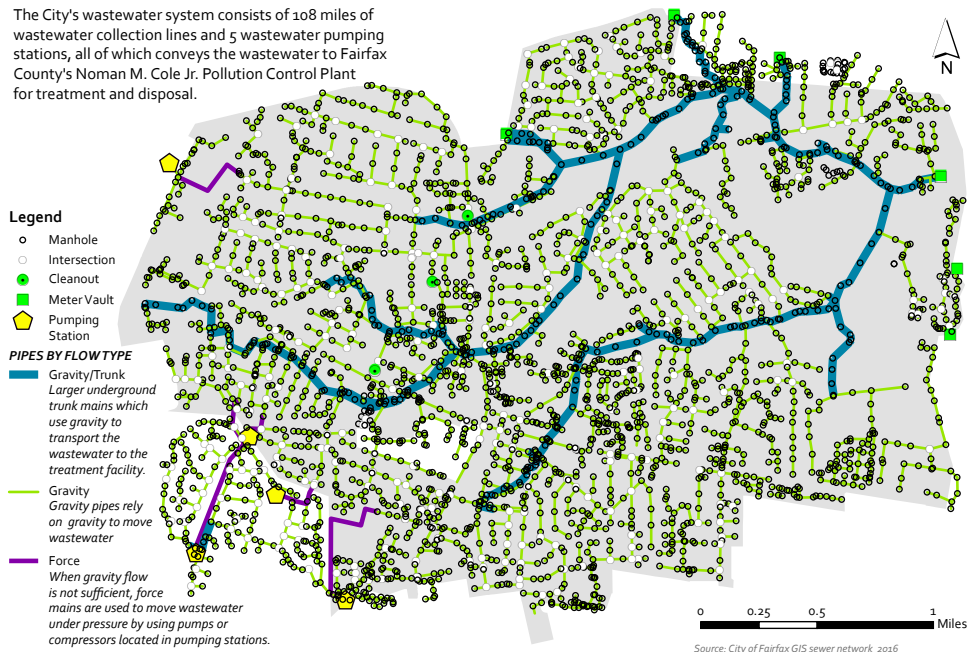 The City's wastewater system consists of 108 miles of
wastewater collection lines and 5 wastewater pumping
stations, all of which conveys the wastewater to Fairfax
County's Noman M. Cole Jr. Pollution Control Plant
for treatment and disposal.
N
Legend
Manhole
Intersection
Cleanout
Meter Vault
Pumping
Station
PIPES BY FLOW TYPE
Gravity/Trunk
Larger underground
trunk mains which
use gravity to
transport the
wastewater to the
treatment facility.
Gravity
Gravity pipes rely
on gravity to move
wastewater
Force
When gravity flow
is not sufficient, force
mains are used to move wastewater
under pressure by using pumps or
compressors located in pumping stations.
0 0.25 0.5 1
Miles
Source: City of Fairfax GIS sewer network 2016